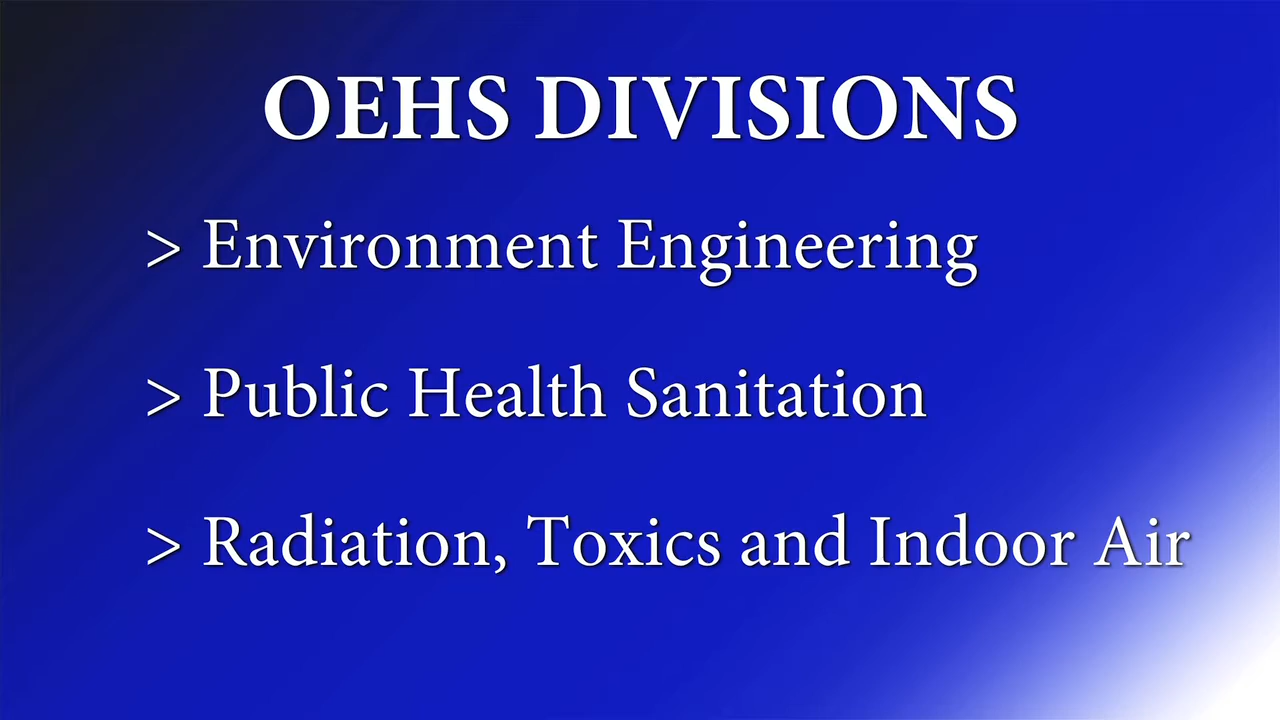 OEHS DIVISIONS
> Environment Engineering
> Public Health Sanitation
> Radiation, Toxics and Indoor Air